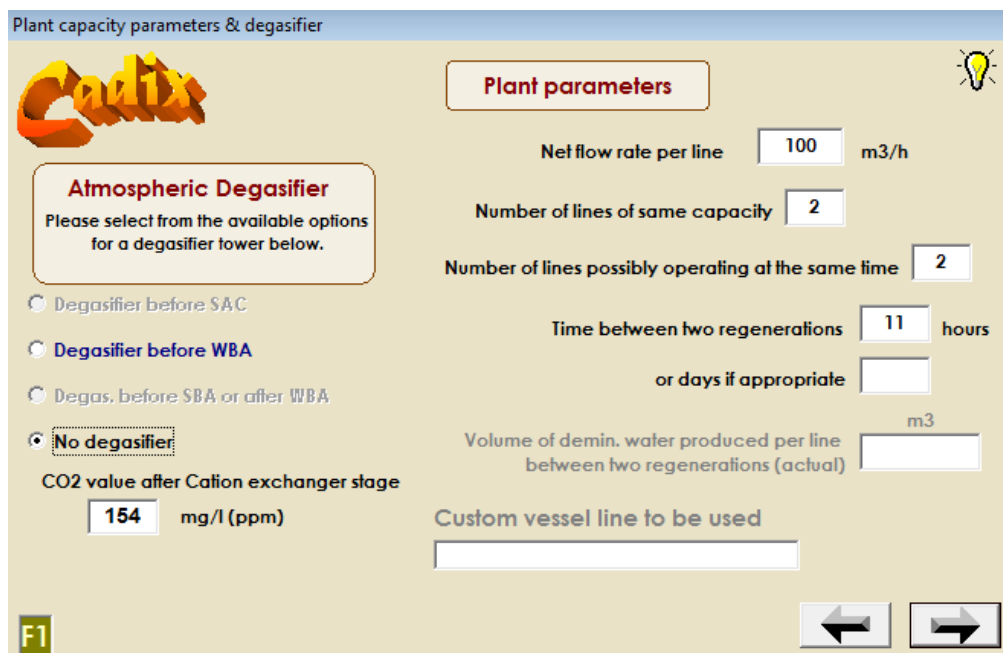 Plant capacity parameters & degasifier
Cadix
Atmospheric Degasifier
Please select from the available options
for a degasifier tower below.
Degasifier before SAC
Degasifier before WBA
Degas. before SBA or after WBA
No degasifier
CO2 value after Cation exchanger stage
154 mg/l (ppm)
F1
Plant parameters
Net flow rate per line 100 m3/h
Number of lines of same capacity 2
Number of lines possibly operating at the same time 2
Time between two regenerations 11 hours
or days if appropriate
m3
Volume of demin. water produced per line
between two regenerations (actual)
Custom vessel line to be used